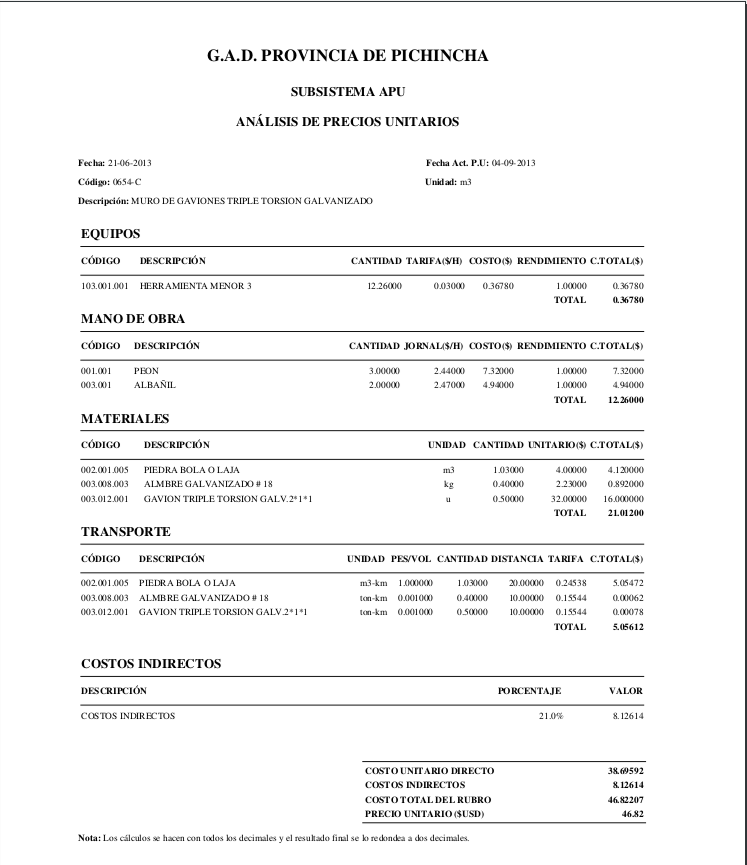 G.A.D. PROVINCIA DE PICHINCHA
SUBSISTEMA APU
ANÁLISIS DE PRECIOS UNITARIOS
Fecha: 21-06-2013 Fecha Act. P.U: 04-09-2013
Código: 0654-C Unidad: m3
Descripción: MURO DE GAVIONES TRIPLE TORSION GALVANIZADO
EQUIPOS
CÓDIGO DESCRIPCIÓN CANTIDAD TARIFA($/H) COSTO($) RENDIMIENTO C.TOTAL($)
103.001.001 HERRAMIENTA MENOR 3 12.26000 0.03000 0.36780 1.00000 0.36780
TOTAL 0.36780
MANO DE OBRA
CÓDIGO DESCRIPCIÓN CANTIDAD JORNAL($/H) COSTO($) RENDIMIENTO C.TOTAL($)
001.001 PEON 3.00000 2.44000 7.32000 1.00000 7.32000
003.001 ALBAÑIL 2.00000 2.47000 4.94000 1.00000 4.94000
TOTAL 12.26000
MATERIALES
CÓDIGO DESCRIPCIÓN UNIDAD CANTIDAD UNITARIO($) C.TOTAL($)
002.001.005 PIEDRA BOLA O LAJA m3 1.03000 4.00000 4.120000
003.008.003 ALMBRE GALVANIZADO # 18 kg 0.40000 2.23000 0.892000
003.012.001 GAVION TRIPLE TORSION GALV.2*1*1 u 0.50000 32.00000 16.000000
TOTAL 21.01200
TRANSPORTE
CÓDIGO DESCRIPCIÓN UNIDAD PES/VOL CANTIDAD DISTANCIA TARIFA C.TOTAL($)
002.001.005 PIEDRA BOLA O LAJA m3-km 1.000000 1.03000 20.00000 0.24538 5.05472
003.008.003 ALMBRE GALVANIZADO # 18 ton-km 0.001000 0.40000 10.00000 0.15544 0.00062
003.012.001 GAVION TRIPLE TORSION GALV.2*1*1 ton-km 0.001000 0.50000 10.00000 0.15544 0.00078
TOTAL 5.05612
COSTOS INDIRECTOS
DESCRIPCIÓN PORCENTAJE VALOR
COSTOS INDIRECTOS 21.0% 8.12614
COSTO UNITARIO DIRECTO 38.69592
COSTOS INDIRECTOS 8.12614
COSTO TOTAL DEL RUBRO 46.82207
PRECIO UNITARIO ($USD) 46.82
Nota: Los cálculos se hacen con todos los decimales y el resultado final se lo redondea a dos decimales.